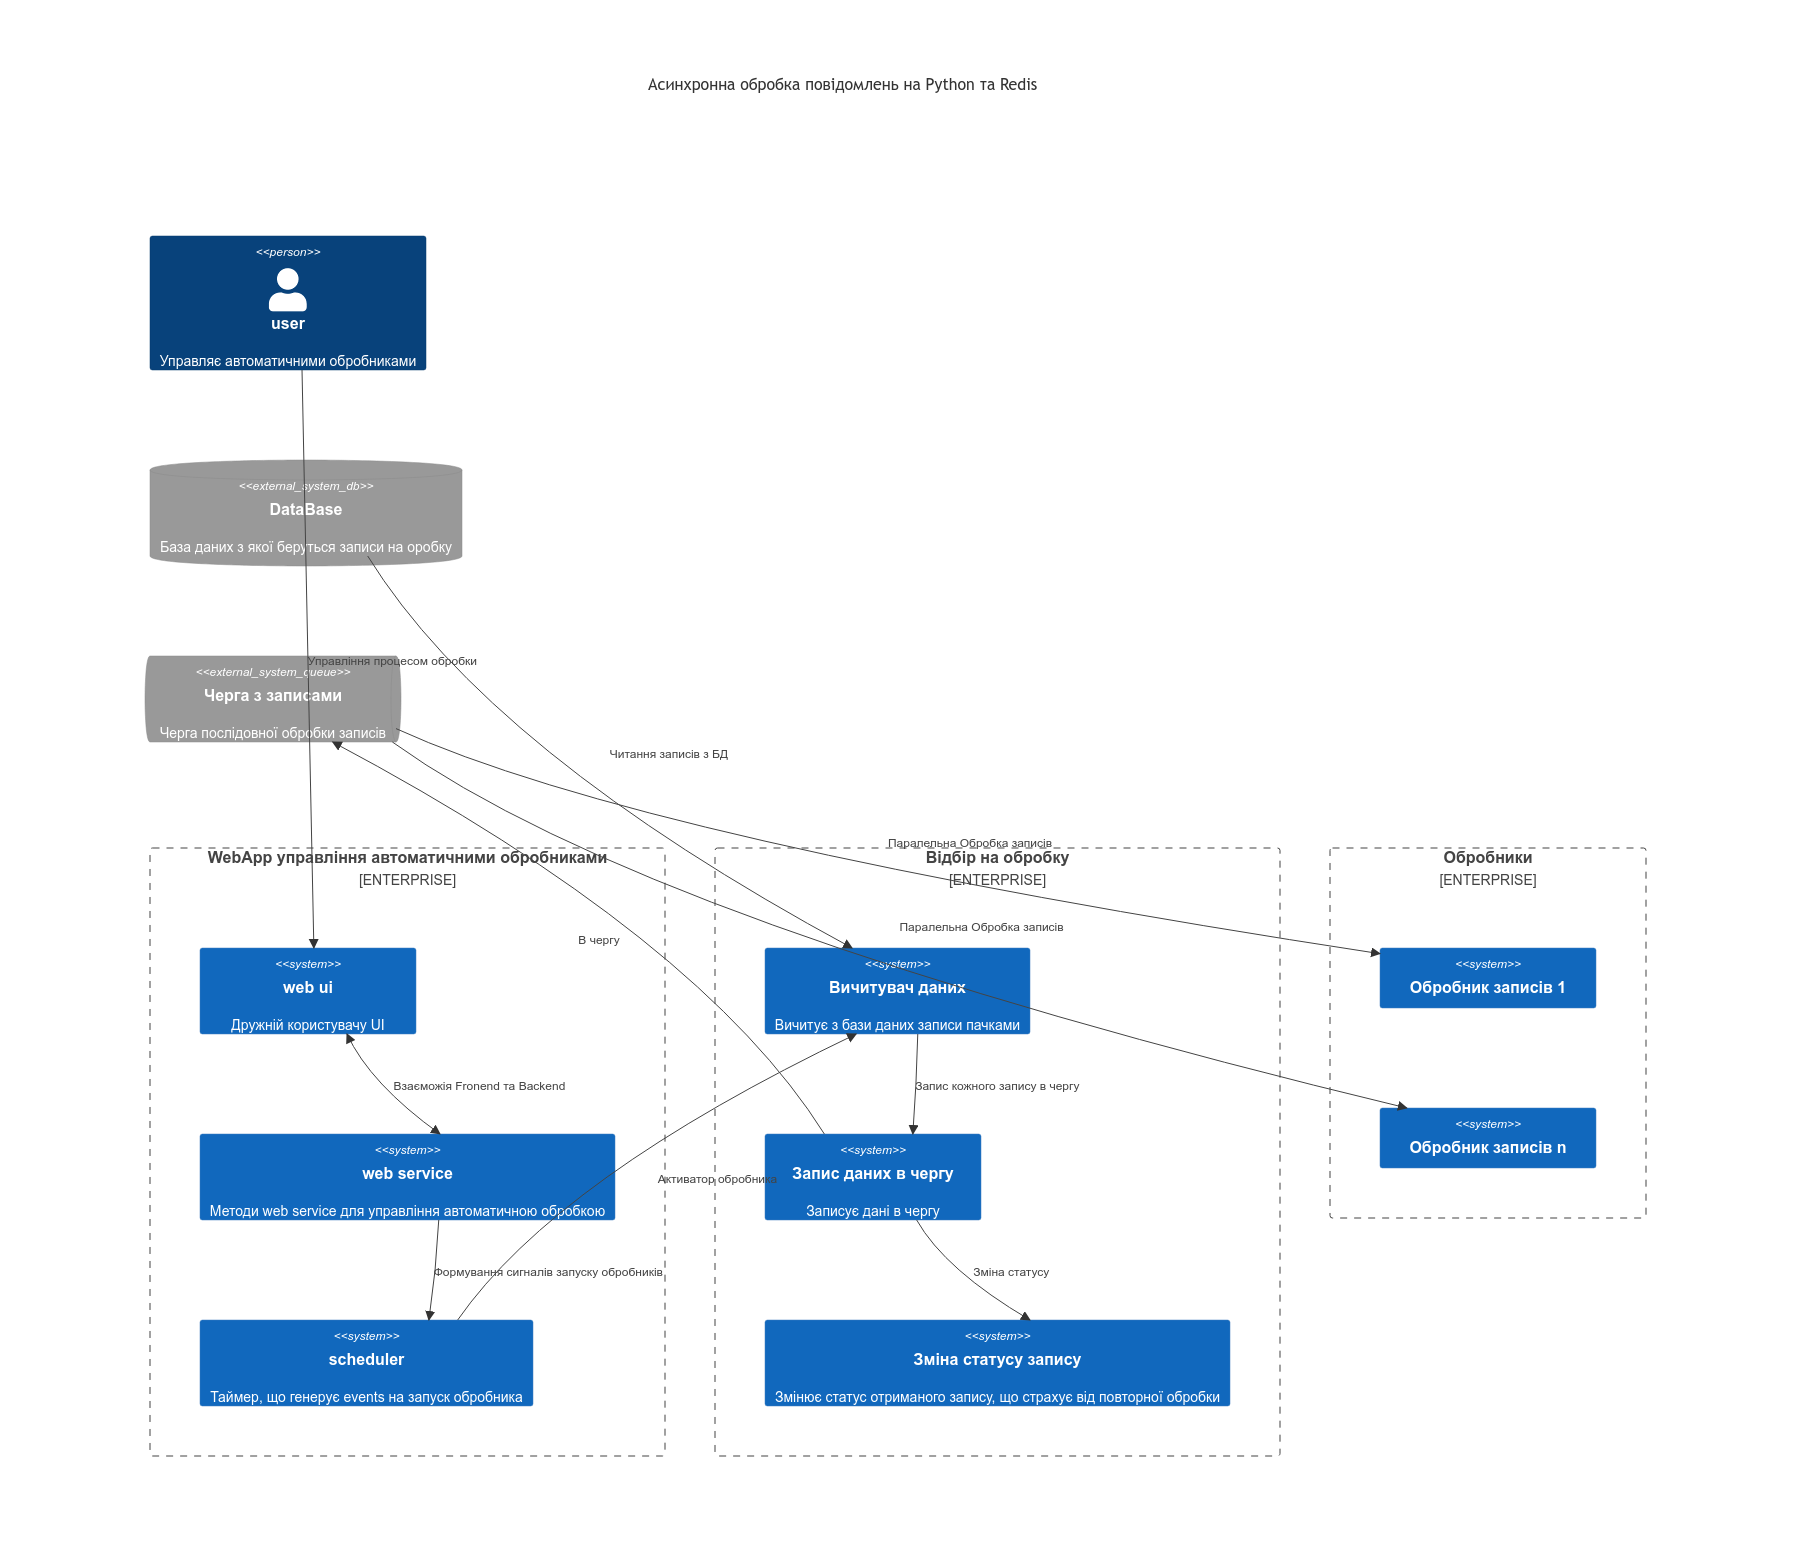 Асинхронна обробка повідомлень на Python та Redis
<<person>>
user
Управляє автоматичними обробниками
<<external_system_db>>
DataBase
База даних з якої беруться записи на оробку
Управління процесом обробки
<<external_system_queue>>
Черга з записами
Черга послідовної обробки записів
Читання записів з БД
Паралельна Обробка записів
WebApp управління автоматичними обробниками
[ENTERPRISE]
Відбір на обробку
[ENTERPRISE]
Обробники
[ENTERPRISE]
В чергу
Паралельна Обробка записів
<<system>>
web ui
Дружній користувачу UI
<<system>>
Вичитувач даних
Вичитує з бази даних записи пачками
<<system>>
Обробник записів 1
Взаєможія Fronend та Backend
Запис кожного запису в чергу
<<system>>
Обробник записів n
<<system>>
web service
Методи web service для управління автоматичною обробкою
Активатор обробника
<<system>>
Запис даних в чергу
Записує дані в чергу
Формування сигналів запуску обробників
Зміна статусу
<<system>>
scheduler
Таймер, що генерує events на запуск обробника
<<system>>
Зміна статусу запису
Змінює статус отриманого запису, що страхує від повторної обробки